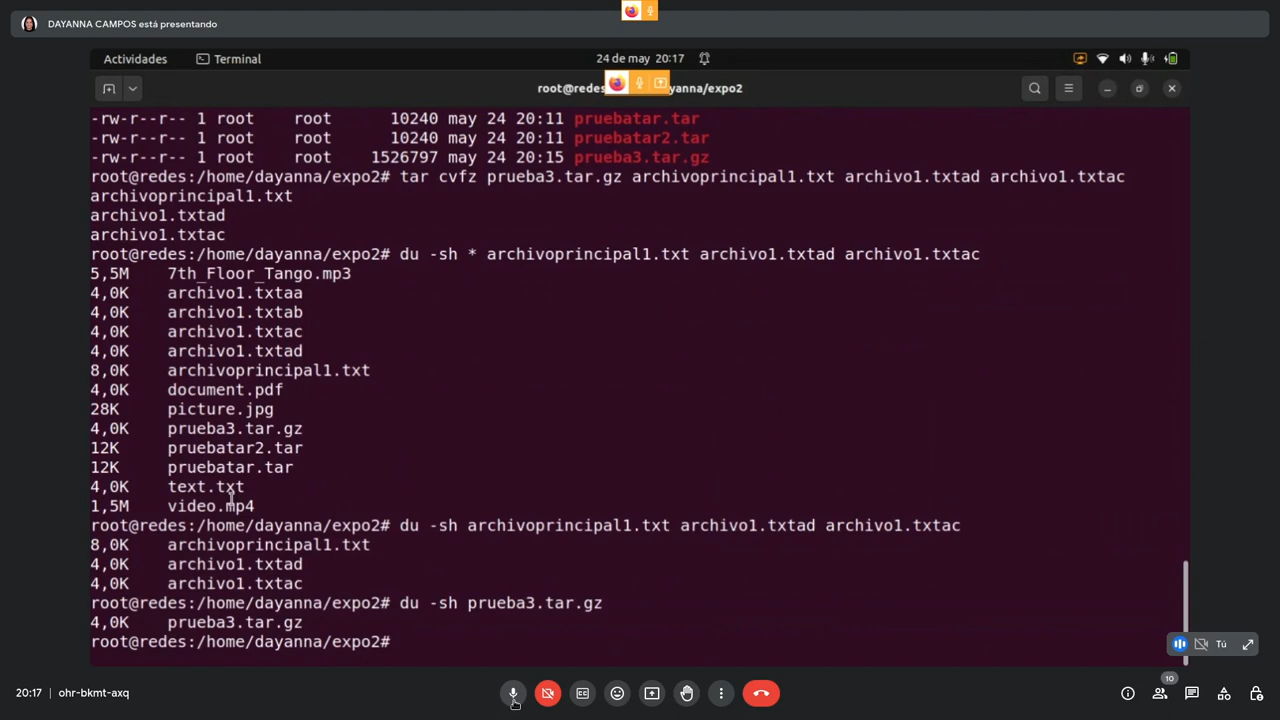 DAYANNA CAMPOS está presentando
Actividades
Terminal
24 de may 20:17
root@redes
ayanna/expo2
-rw-r--r-- 1 root root 10240 may 24 20:11 pruebatar.tar
-rw-r--r-- 1 root root 10240 may 24 20:11 pruebatar2.tar
-rw-r--r-- 1 root root 1526797 may 24 20:15 prueba3.tar.gz
root@redes:/home/dayanna/expo2# tar cvfz prueba3.tar.gz archivoprincipal1.txt archivo1.txtad archivo1.txtac
archivoprincipal1.txt
archivo1.txtad
archivo1.txtac
root@redes:/home/dayanna/expo2# du -sh * archivoprincipal1.txt archivo1.txtad archivo1.txtac
5,5M 7th_Floor_Tango.mp3
4,0K archivo1.txtaa
4,0K archivo1.txtab
4,0K archivo1.txtac
4,0K archivo1.txtad
8,0K archivoprincipal1.txt
4,0K document.pdf
28K picture.jpg
4,0K prueba3.tar.gz
12K pruebatar2.tar
12K pruebatar.tar
4,0K text.txt
1,5M video.mp4
root@redes:/home/dayanna/expo2# du -sh archivoprincipal1.txt archivo1.txtad archivo1.txtac
8,0K archivoprincipal1.txt
4,0K archivo1.txtad
4,0K archivo1.txtac
root@redes:/home/dayanna/expo2# du -sh prueba3.tar.gz
4,0K prueba3.tar.gz
root@redes:/home/dayanna/expo2#
Tú
20:17
ohr-bkmt-axq
10